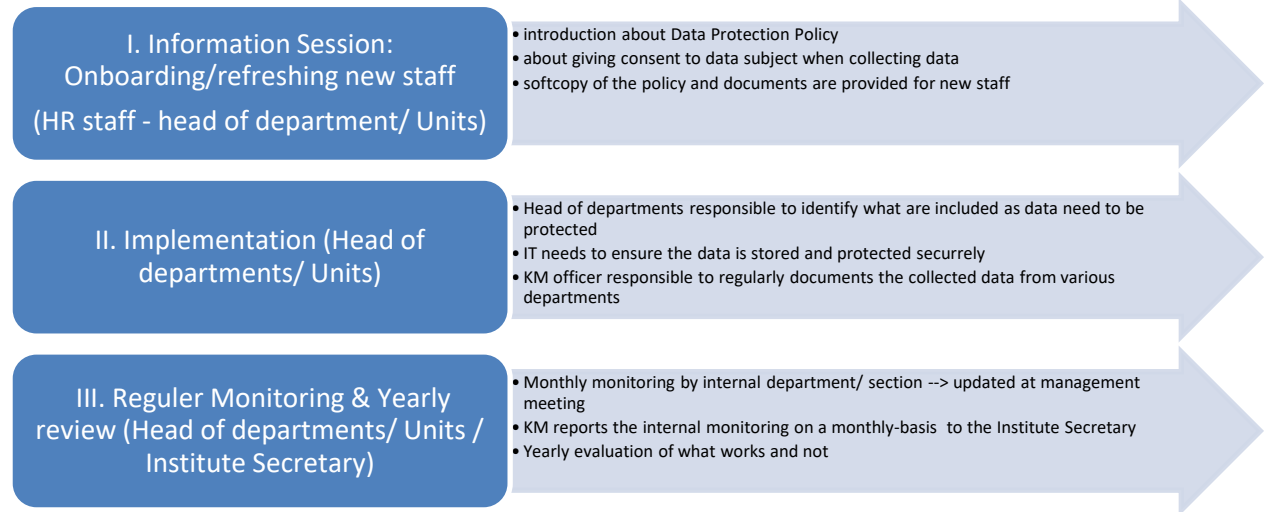 I. Information Session:
Onboarding/refreshing new staff
(HR staff - head of department/ Units)
• introduction about Data Protection Policy
• about giving consent to data subject when collecting data
• softcopy of the policy and documents are provided for new staff
II. Implementation (Head of
departments/ Units)
• Head of departments responsible to identify what are included as data need to be
protected
• IT needs to ensure the data is stored and protected securrely
• KM officer responsible to regularly documents the collected data from various
departments
III. Reguler Monitoring & Yearly
review (Head of departments/ Units /
Institute Secretary)
• Monthly monitoring by internal department/ section --> updated at management
meeting
• KM reports the internal monitoring on a monthly-basis  to the Institute Secretary
• Yearly evaluation of what works and not